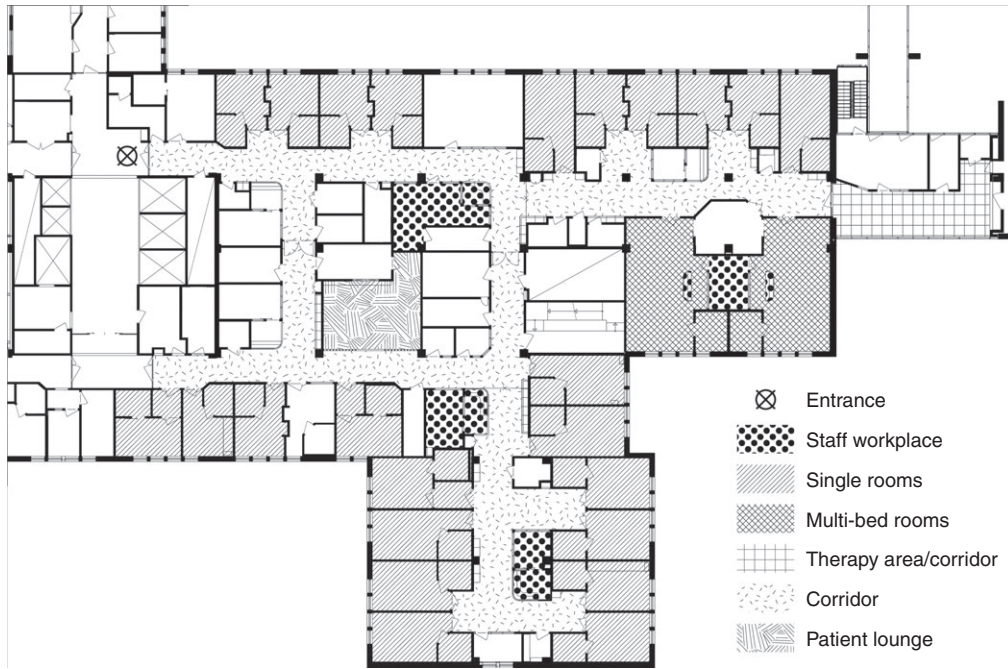 Entrance
Staff workplace
Single rooms
Multi-bed rooms
Therapy area/corridor
Corridor
Patient lounge